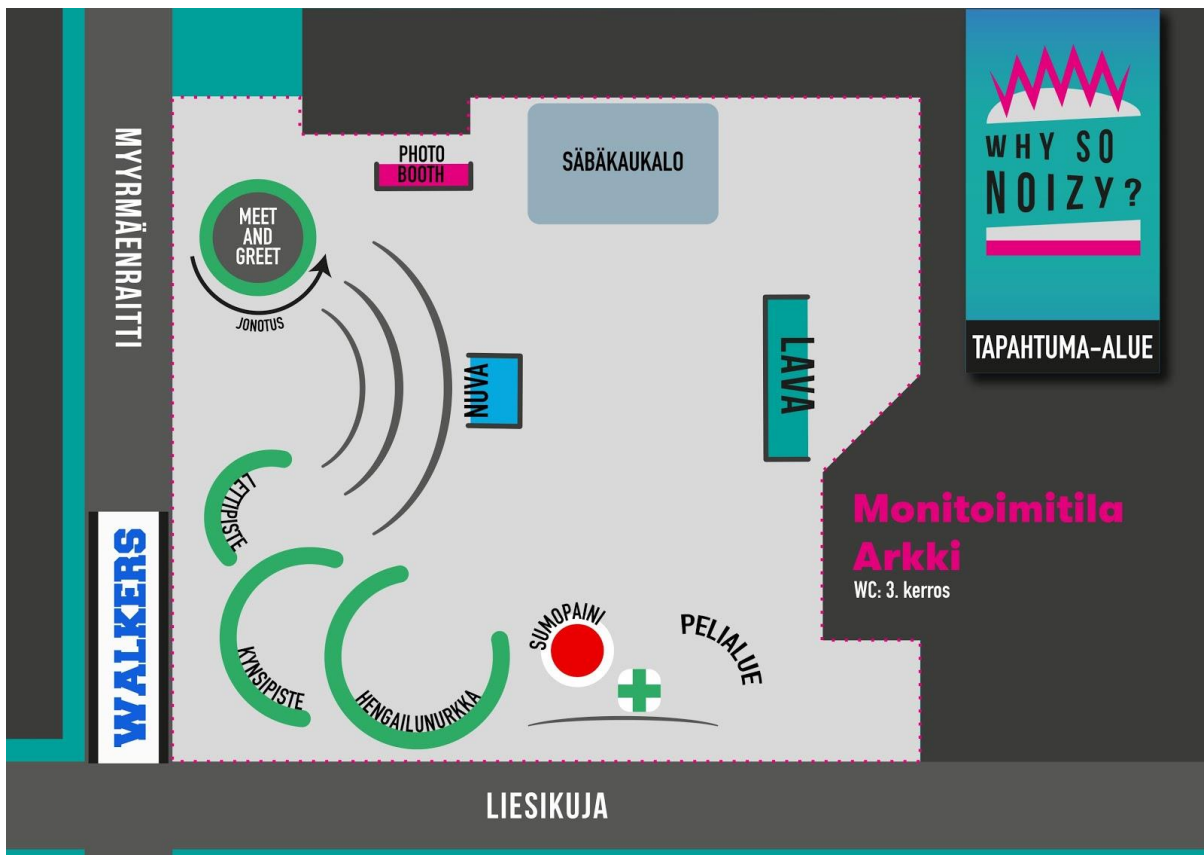 MYYRMÄENRAITTI
PHOTO
BOOTH
SÄBÄKAUKALO
WHY SO
NOIZY?
TAPAHTUMA-ALUE
MEET
AND
GREET
JONOTUS
NUVA
LAVA
LETTIPISTE
Monitoimitila
Arkki
WC: 3. kerros
WALKERS
KYNSIPISTE
HENGAILUNURKKA
SUMOPAINI
PELIALUE
LIESIKUJA